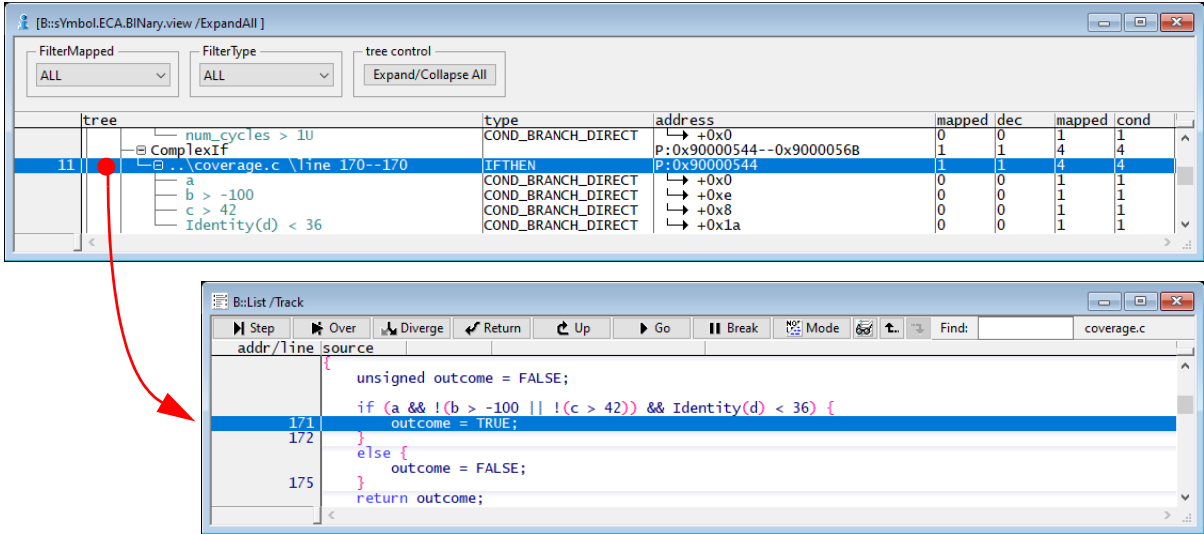 [B::sYmbol.ECA.BINary.view /ExpandAll ]
FilterMapped FilterType tree control
ALL ALL Expand/Collapse All
tree type address mapped dec mapped cond
num_cycles > 1U COND_BRANCH_DIRECT +0x0 0 0 1 1
ComplexIf P:0x90000544--0x9000056B 1 1 4 4
11 ..\coverage.c \line 170--170 IFTHEN P:0x90000544 1 1 4 4
a COND_BRANCH_DIRECT +0x0 0 0 1 1
b > -100 COND_BRANCH_DIRECT +0xe 0 0 1 1
c > 42 COND_BRANCH_DIRECT +0x8 0 0 1 1
Identity(d) < 36 COND_BRANCH_DIRECT +0x1a 0 0 1 1
B::List /Track
Step Over Diverge Return Up Go Break Mode Find: coverage.c
addr/line source
{
unsigned outcome = FALSE;
if (a && !(b > -100 || !(c > 42)) && Identity(d) < 36) {
171 outcome = TRUE;
172 }
else {
outcome = FALSE;
175 }
return outcome;